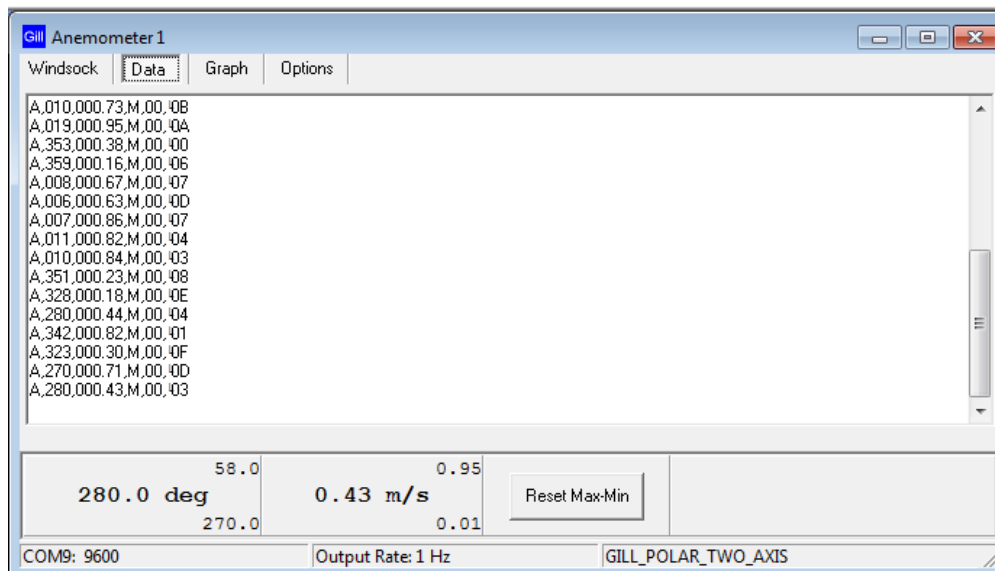 Gill Anemometer 1
Windsock Data Graph Options
A,010,000.73,M,00,0B
A,019,000.95,M,00,0A
A,353,000.38,M,00,00
A,359,000.16,M,00,06
A,008,000.67,M,00,07
A,006,000.63,M,00,0D
A,007,000.86,M,00,07
A,011,000.82,M,00,04
A,010,000.84,M,00,03
A,351,000.23,M,00,08
A,328,000.18,M,00,0E
A,280,000.44,M,00,04
A,342,000.82,M,00,01
A,323,000.30,M,00,0F
A,270,000.71,M,00,0D
A,280,000.43,M,00,03
58.0 0.95
280.0 deg 0.43 m/s Reset Max-Min
270.0 0.01
COM9: 9600 Output Rate: 1 Hz GILL_POLAR_TWO_AXIS